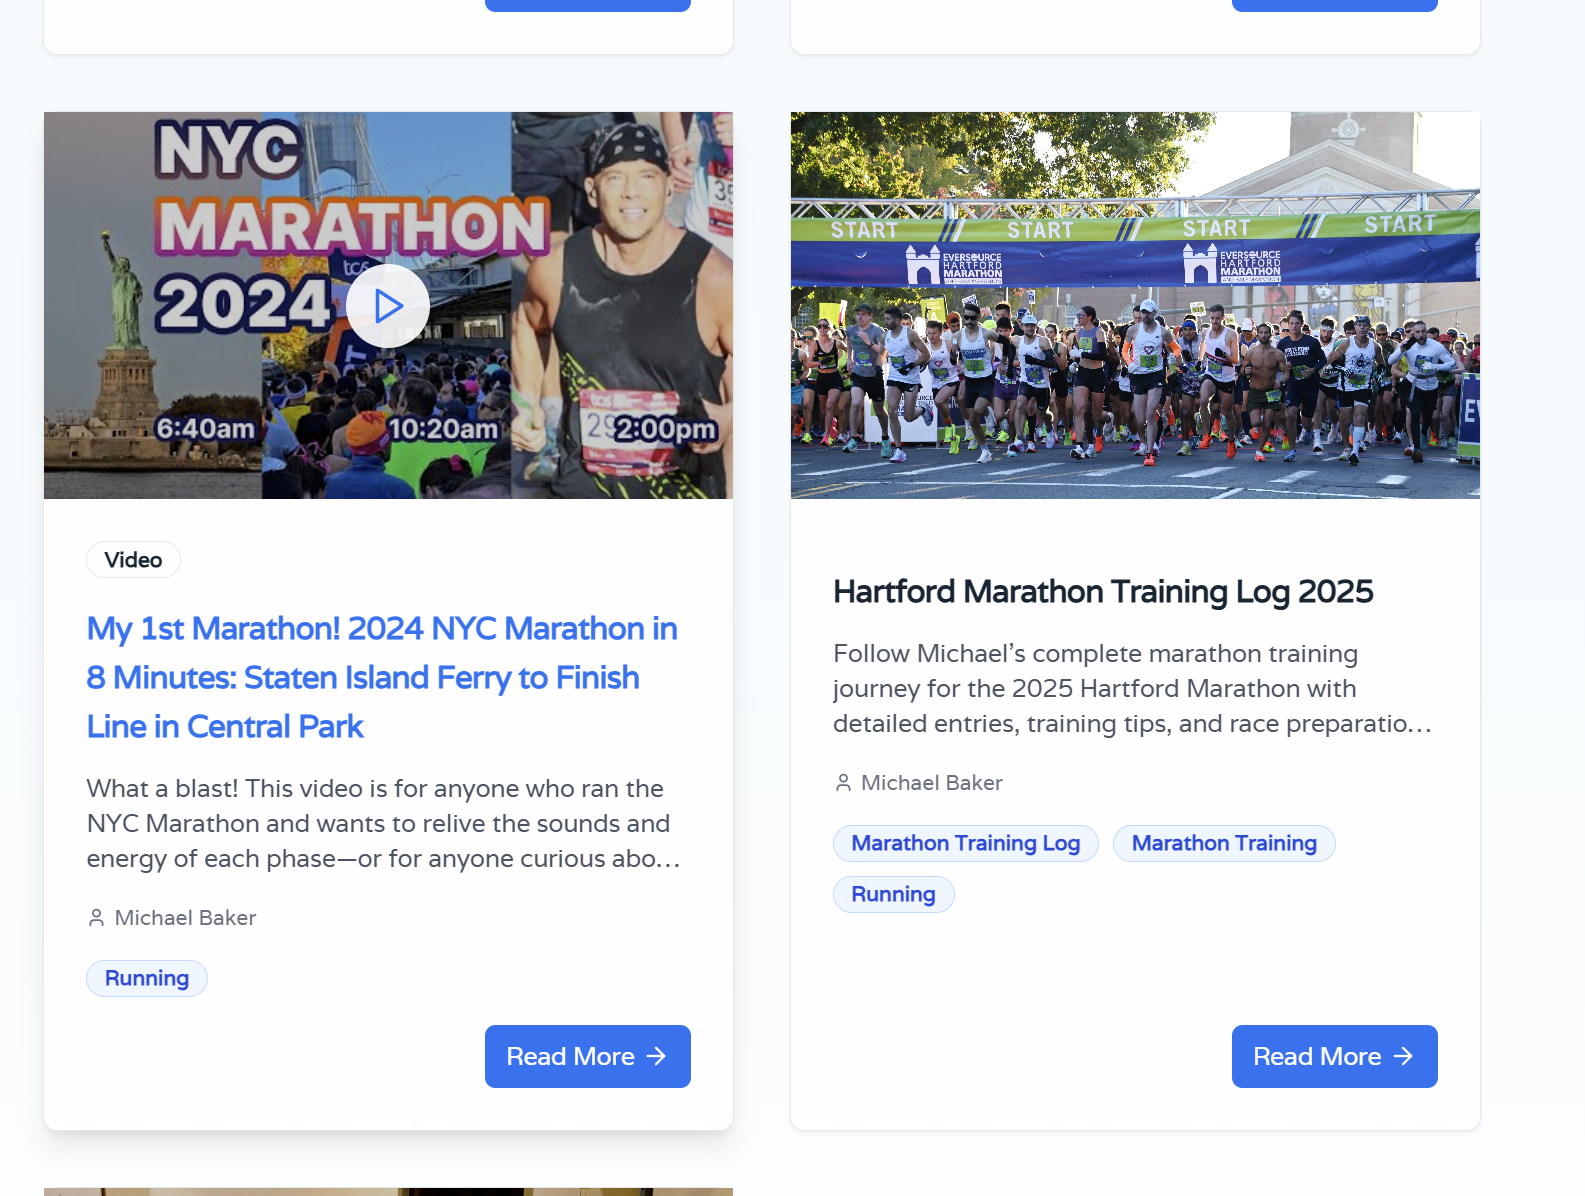 NYC
MARATHON
2024
tcs
6:40am
10:20am
2:00pm
START
START
START
START
EVERSOURCE
HARTFORD
MARATHON
EVERSOURCE
HARTFORD
MARATHON
Video
My 1st Marathon! 2024 NYC Marathon in
8 Minutes: Staten Island Ferry to Finish
Line in Central Park
What a blast! This video is for anyone who ran the
NYC Marathon and wants to relive the sounds and
energy of each phase—or for anyone curious abo…
Michael Baker
Running
Read More
Hartford Marathon Training Log 2025
Follow Michael’s complete marathon training
journey for the 2025 Hartford Marathon with
detailed entries, training tips, and race preparatio…
Michael Baker
Marathon Training Log
Marathon Training
Running
Read More